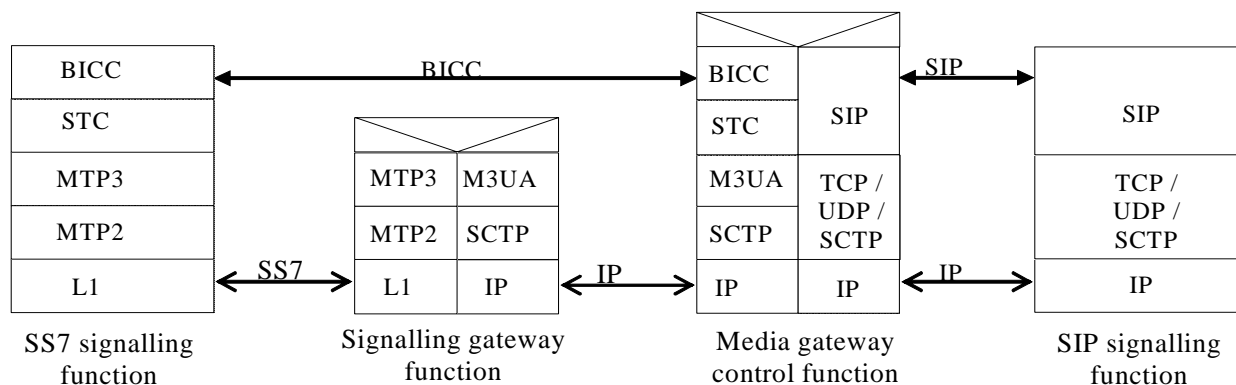 BICC
STC
MTP3
MTP2
L1
SS7 signalling
function
BICC
SS7
MTP3 M3UA
MTP2 SCTP
L1 IP
Signalling gateway
function
IP
BICC
STC
M3UA
SCTP
IP
SIP
TCP /
UDP /
SCTP
IP
Media gateway
control function
SIP
IP
SIP
TCP /
UDP /
SCTP
IP
SIP signalling
function